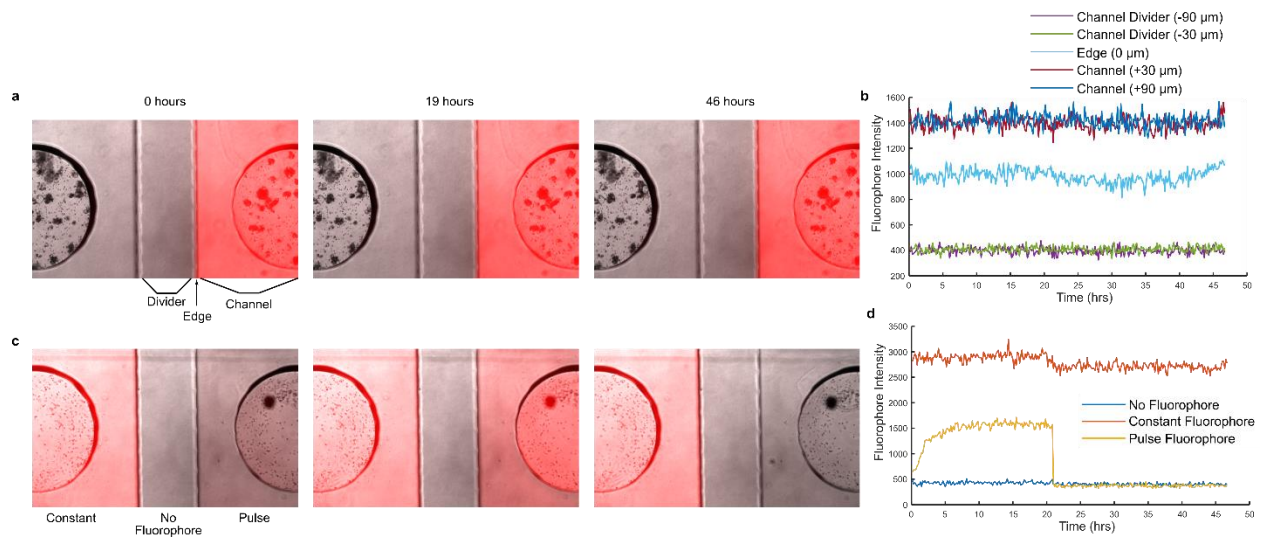 Channel Divider (-90 µm)
Channel Divider (-30 µm)
Edge (0 µm)
Channel (+30 µm)
Channel (+90 µm)
a
0 hours
19 hours
46 hours
b
1600
1400
1200
1000
800
600
400
200
0
Fluorophore Intensity
0 5 10 15 20 25 30 35 40 45 50
Time (hrs)
Divider
Edge
Channel
c
Constant
No
Fluorophore
Pulse
d
3500
3000
2500
2000
1500
1000
500
0
Fluorophore Intensity
No Fluorophore
Constant Fluorophore
Pulse Fluorophore
0 5 10 15 20 25 30 35 40 45 50
Time (hrs)